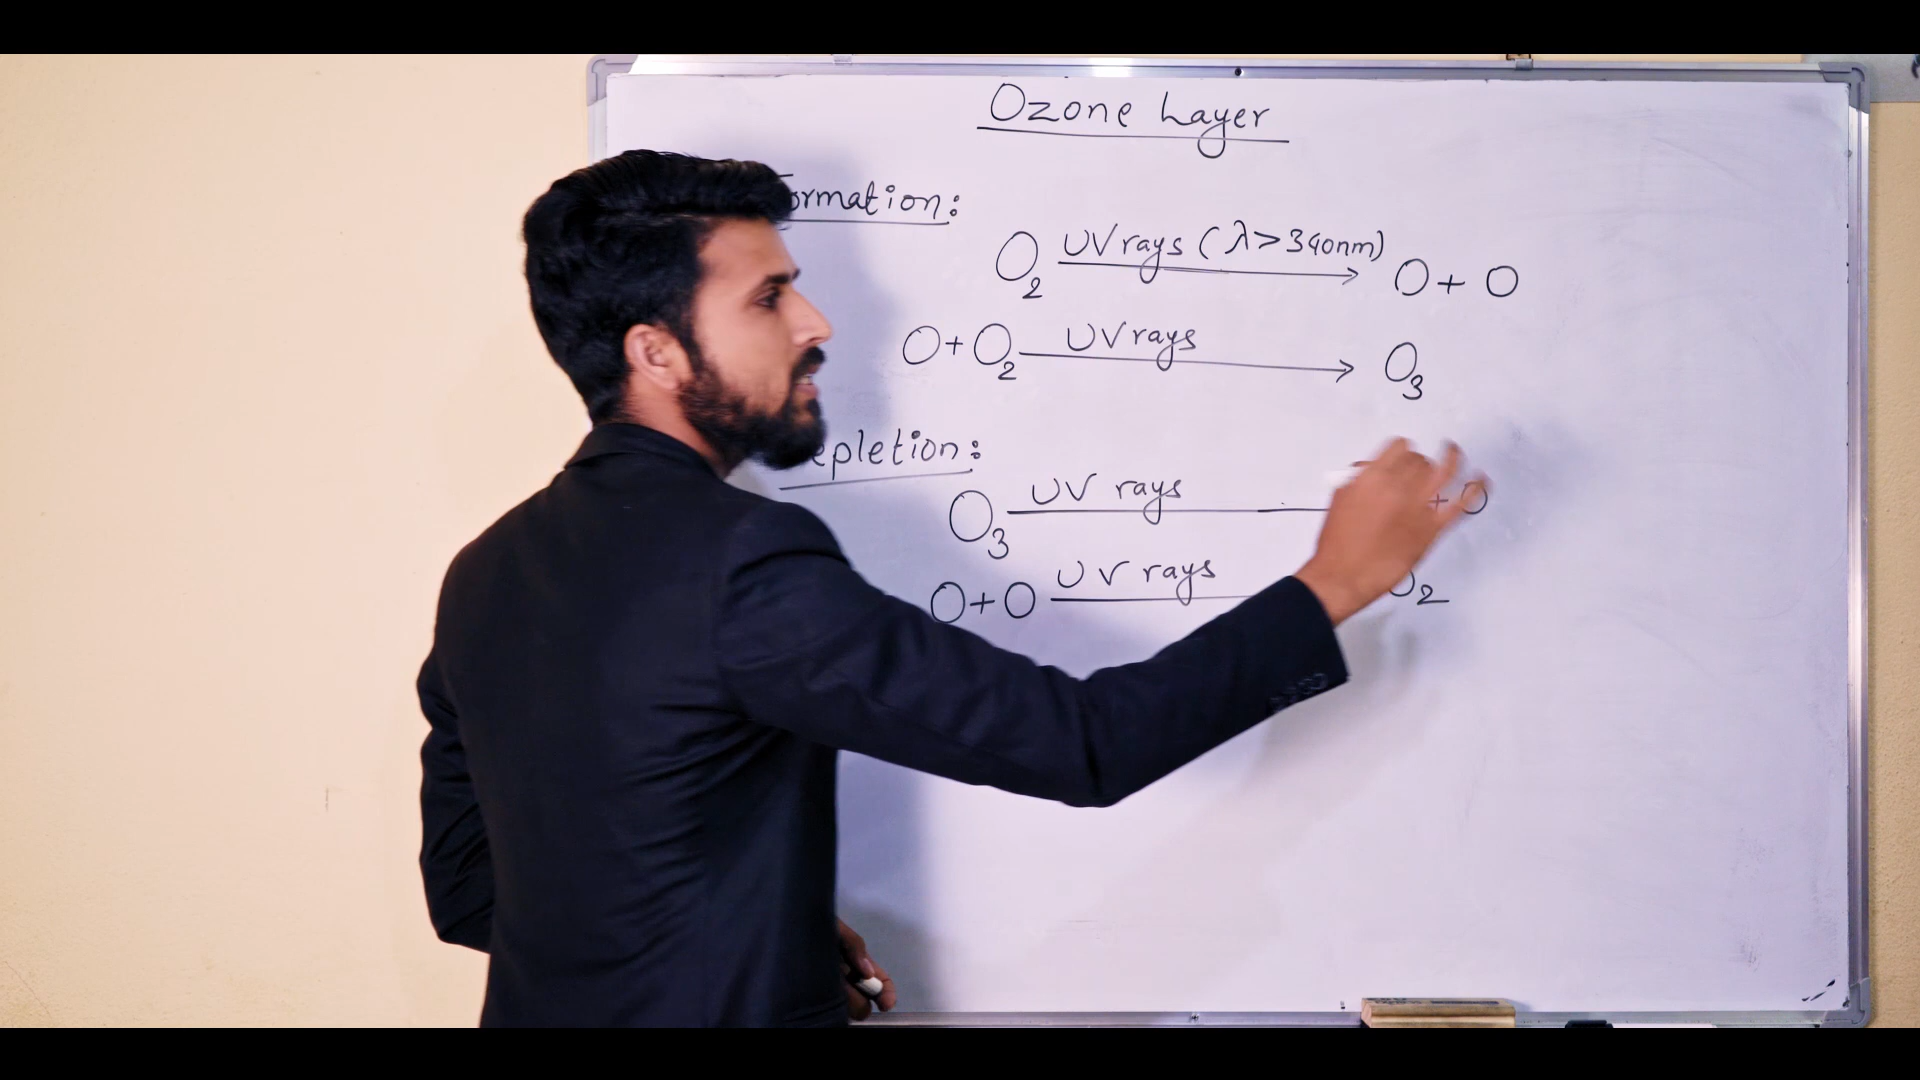 Ozone Layer
ormation:
O2 UV rays (λ>340nm) O + O
O + O2 UV rays O3
epletion:
O3 UV rays + O
O+O UV rays O2